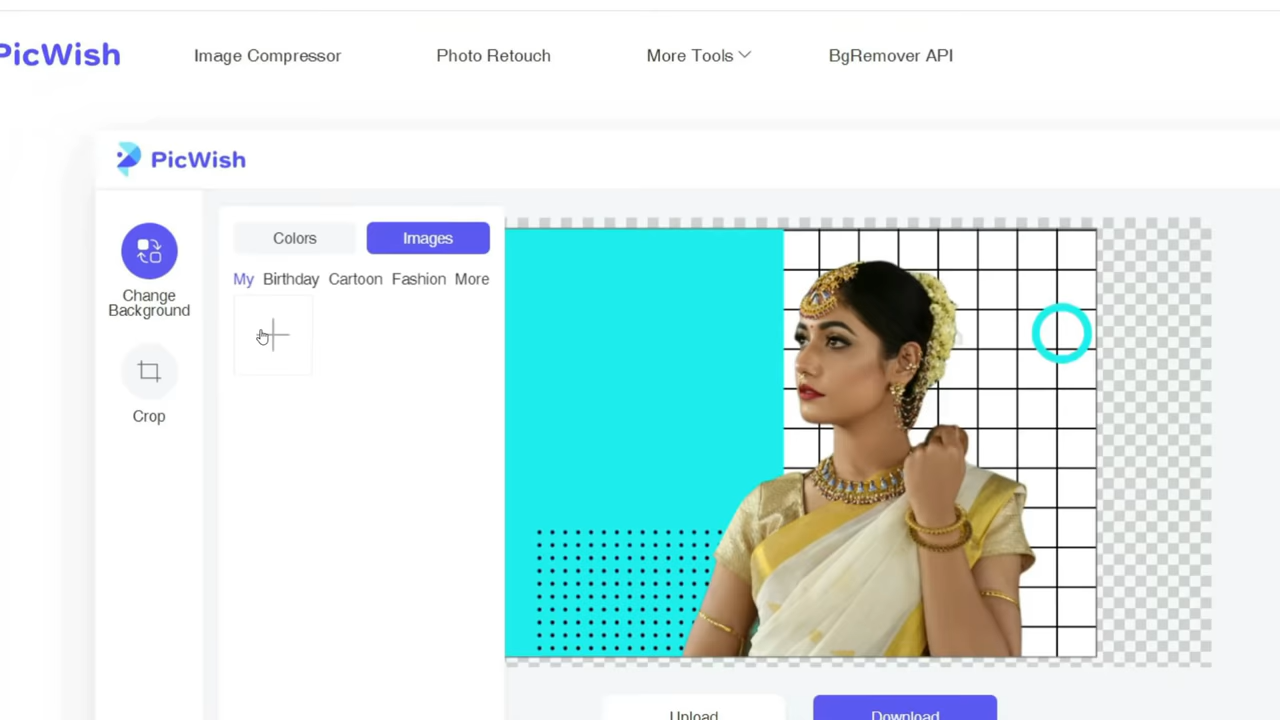 PicWish
Image Compressor
Photo Retouch
More Tools
BgRemover API
PicWish
Change
Background
Crop
Colors
Images
My
Birthday
Cartoon
Fashion
More
Upload
Download